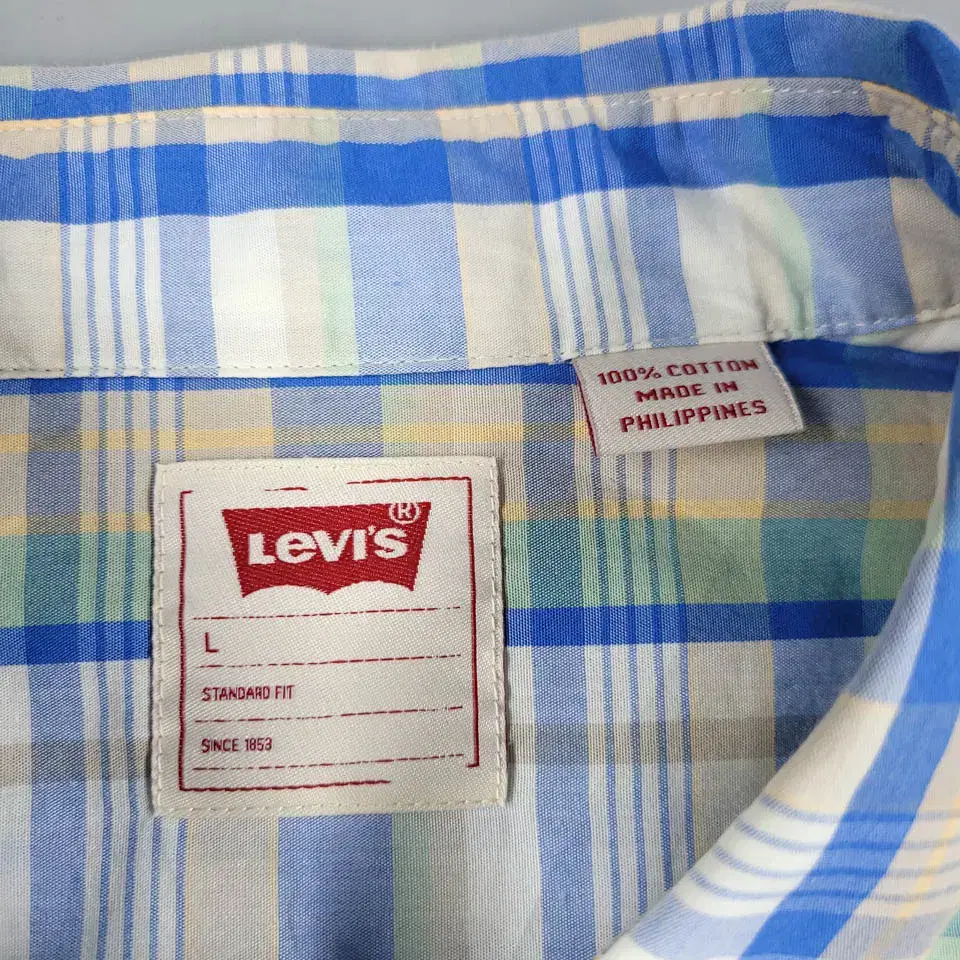 100% COTTON
MADE IN
PHILIPPINES
LEVI'S®
L
STANDARD FIT
SINCE 1853